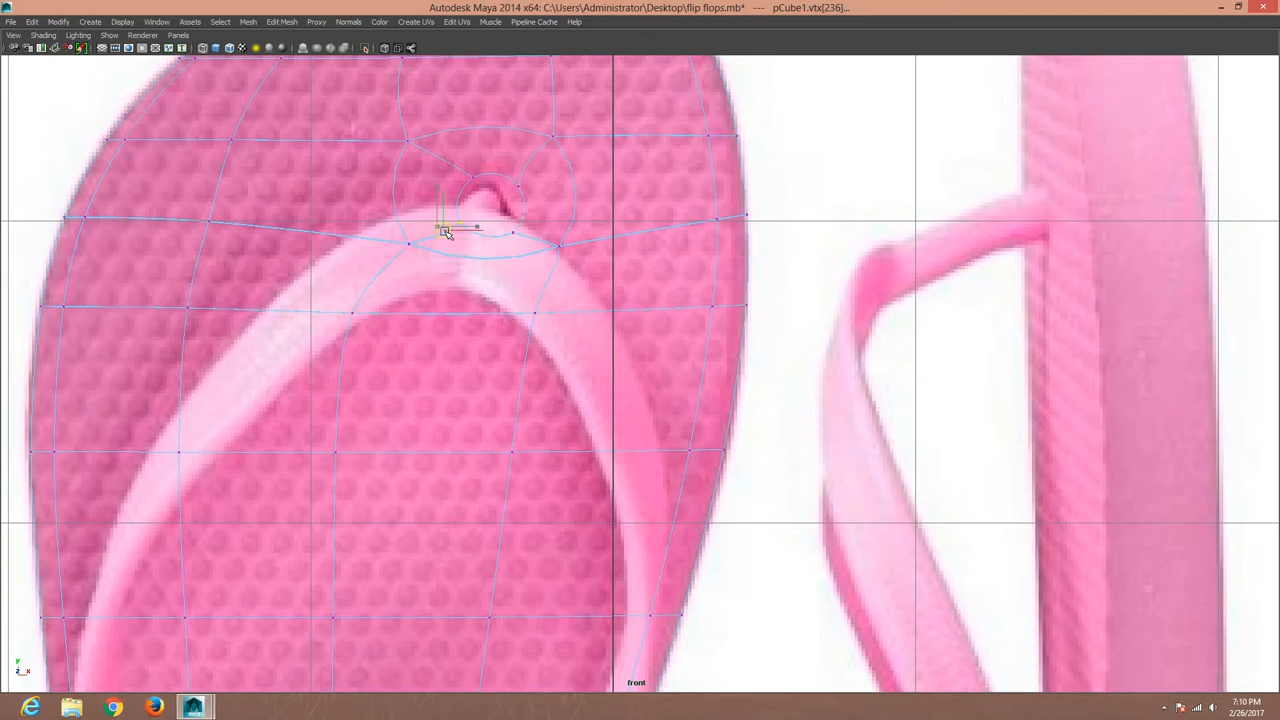 Autodesk Maya 2014 x64: C:\Users\Administrator\Desktop\flip flops.mb*   ---   pCube1.vtx[236]...
File Edit Modify Create Display Window Assets Select Mesh Edit Mesh Proxy Normals Color Create UVs Edit UVs Muscle Pipeline Cache Help
View Shading Lighting Show Renderer Panels
y
z x
front
7:10 PM
2/26/2017